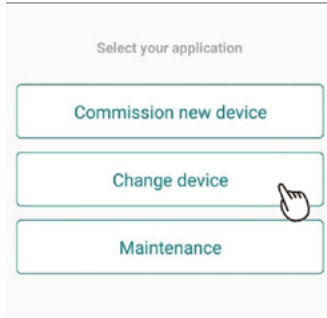 Select your application
Commission new device
Change device
Maintenance